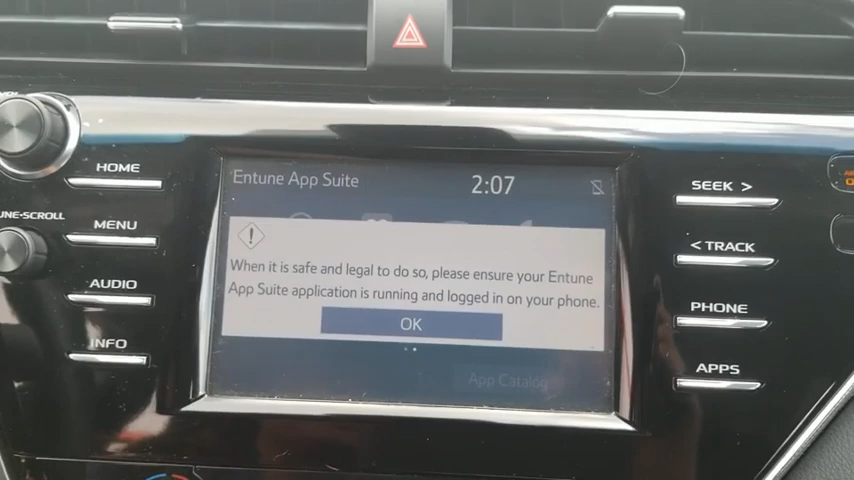 HOME
TUNE-SCROLL
MENU
AUDIO
INFO
Entune App Suite
2:07
When it is safe and legal to do so, please ensure your Entune
App Suite application is running and logged in on your phone.
OK
App Catalog
SEEK >
< TRACK
PHONE
APPS